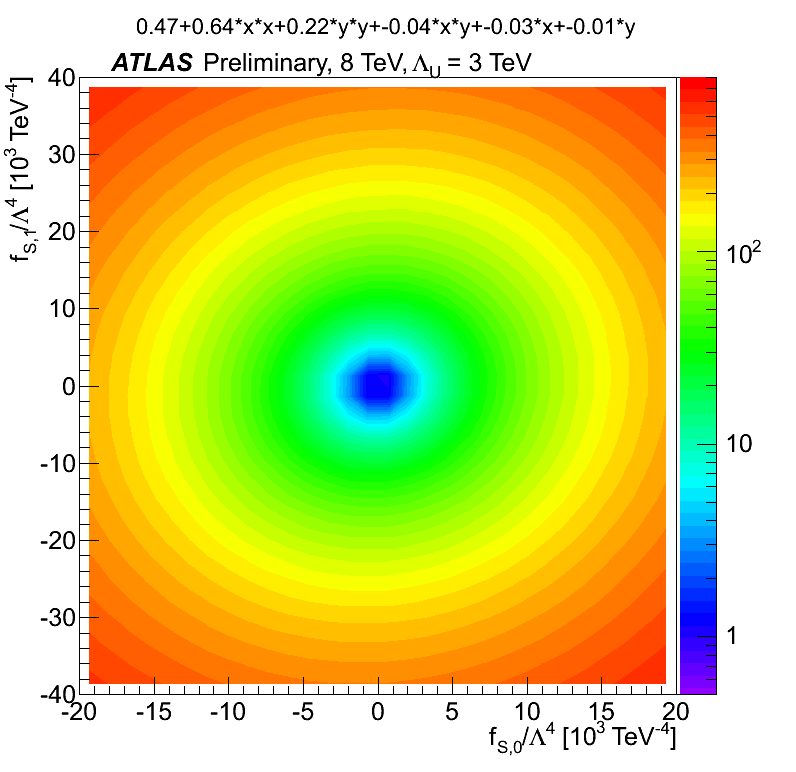 0.47+0.64*x*x+0.22*y*y+-0.04*x*y+-0.03*x+-0.01*y
ATLAS Preliminary, 8 TeV, Λ_U = 3 TeV
f_S,1/Λ^4 [10^3 TeV^-4]
40
30
20
10
0
-10
-20
-30
-40
-20 -15 -10 -5 0 5 10 15 20
f_S,0/Λ^4 [10^3 TeV^-4]
10^2
10
1